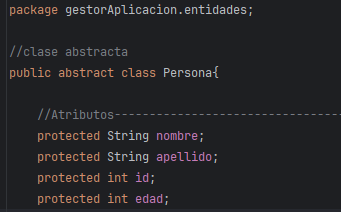 package gestorAplicacion.entidades;
//clase abstracta
public abstract class Persona{
//Atributos-------------------------------
protected String nombre;
protected String apellido;
protected int id;
protected int edad;